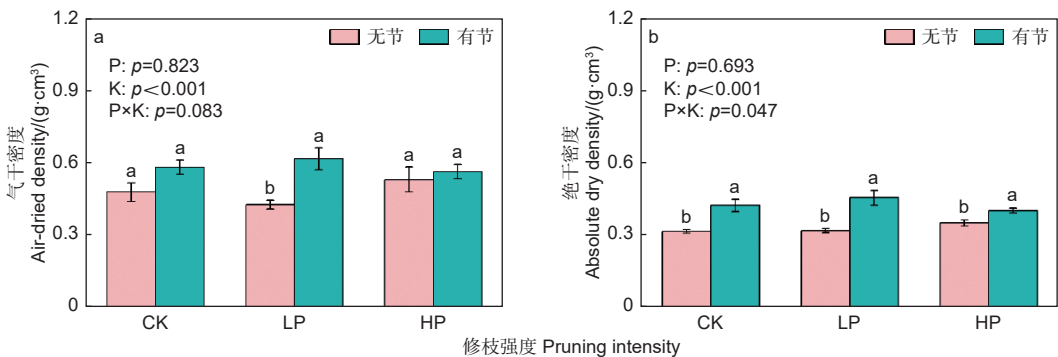 a
无节 有节
P: p=0.823
K: p<0.001
P×K: p=0.083
1.2
0.9
0.6
0.3
0
气干密度
Air-dried density/(g·cm³)
a
a
b
a
a
a
CK
LP
HP
b
无节 有节
P: p=0.693
K: p<0.001
P×K: p=0.047
1.2
0.9
0.6
0.3
0
绝干密度
Absolute dry density/(g·cm³)
b
a
b
a
b
a
CK
LP
HP
修枝强度 Pruning intensity